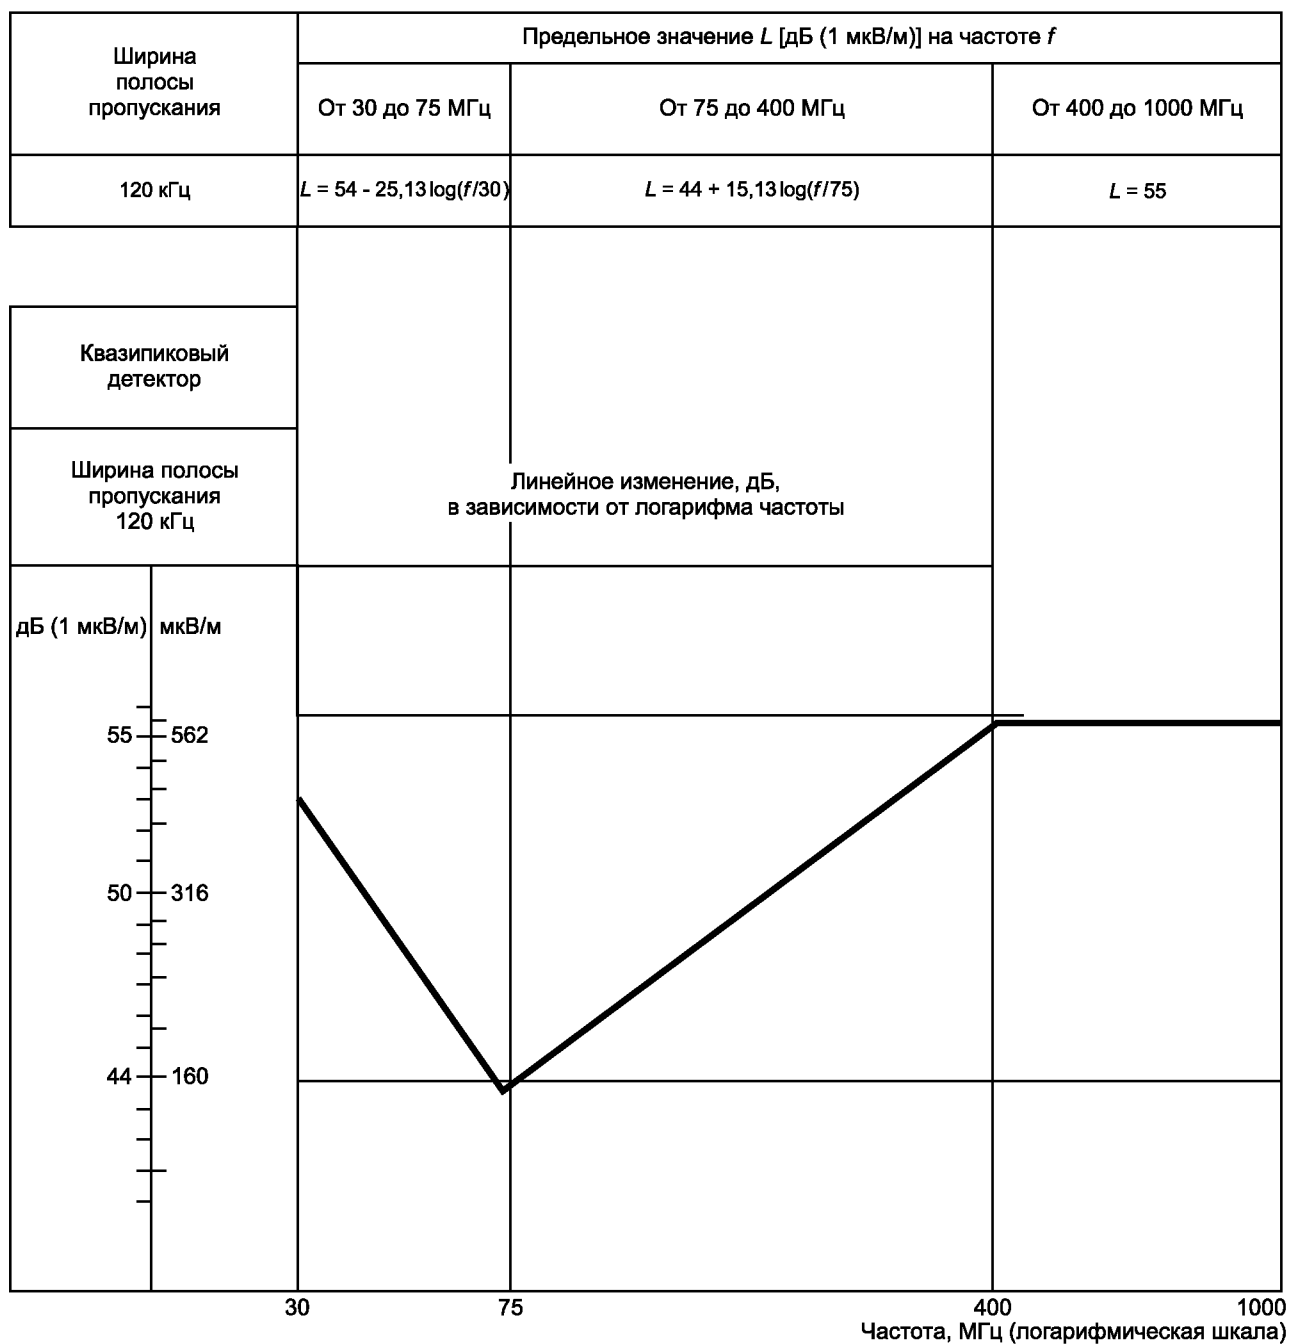 Ширина
полосы
пропускания
Предельное значение L [дБ (1 мкВ/м)] на частоте f
От 30 до 75 МГц
От 75 до 400 МГц
От 400 до 1000 МГц
120 кГц
L = 54 - 25,13 log(f/30)
L = 44 + 15,13 log(f/75)
L = 55
Квазипиковый
детектор
Ширина полосы
пропускания
120 кГц
Линейное изменение, дБ,
в зависимости от логарифма частоты
дБ (1 мкВ/м) мкВ/м
55 562
50 316
44 160
30 75 400 1000
Частота, МГц (логарифмическая шкала)